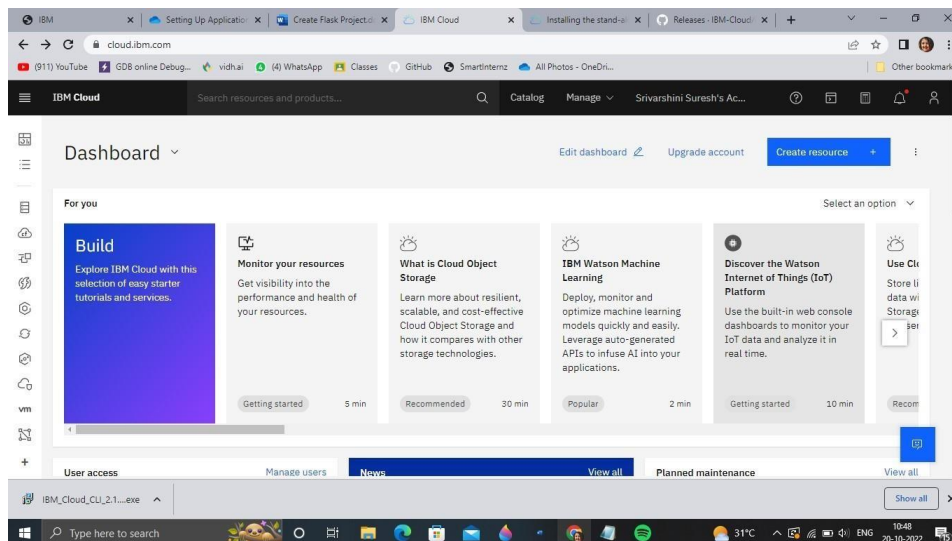 IBM
Setting Up Application
Create Flask Project.d
IBM Cloud
Installing the stand-al
Releases · IBM-Cloud/
cloud.ibm.com
(911) YouTube
GDB online Debug...
vidh.ai
(4) WhatsApp
Classes
GitHub
SmartInternz
All Photos - OneDri...
Other bookmark
IBM Cloud
Search resources and products...
Catalog
Manage
Srivarshini Suresh's Ac...
Dashboard
Edit dashboard
Upgrade account
Create resource +
For you
Select an option
Build
Explore IBM Cloud with this
selection of easy starter
tutorials and services.
Monitor your resources
Get visibility into the
performance and health of
your resources.
Getting started
5 min
What is Cloud Object
Storage
Learn more about resilient,
scalable, and cost-effective
Cloud Object Storage and
how it compares with other
storage technologies.
Recommended
30 min
IBM Watson Machine
Learning
Deploy, monitor and
optimize machine learning
models quickly and easily.
Leverage auto-generated
APIs to infuse AI into your
applications.
Popular
2 min
Discover the Watson
Internet of Things (IoT)
Platform
Use the built-in web console
dashboards to monitor your
IoT data and analyze it in
real time.
Getting started
10 min
Use Clo
Store li
data wi
Storage
ser
Recom
vm
User access
Manage users
News
View all
Planned maintenance
View all
IBM_Cloud_CLI_2.1....exe
Show all
Type here to search
31°C
ENG
10:48
20-10-2022